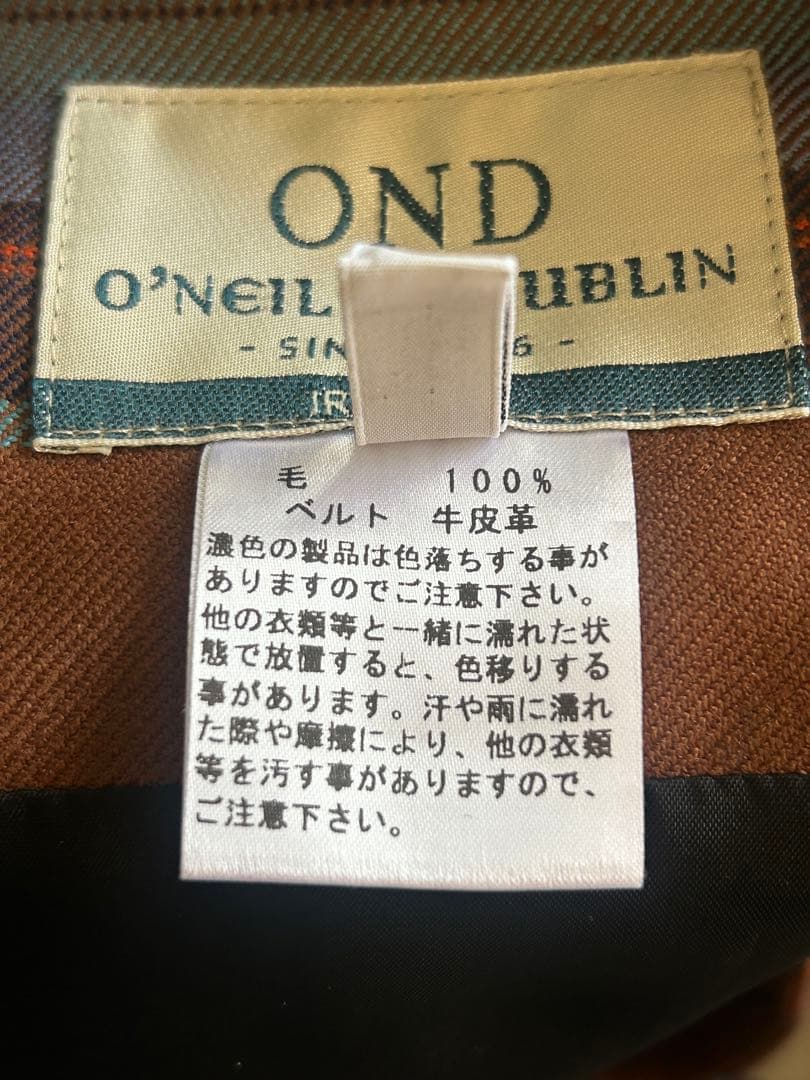 OND
O'NEIL UBLIN
- SIN 6 -
IR
毛 100%
ベルト 牛皮革
濃色の製品は色落ちする事が
ありますのでご注意下さい。
他の衣類等と一緒に濡れた状
態で放置すると、色移りする
事があります。汗や雨に濡れ
た際や摩擦により、他の衣類
等を汚す事がありますので、
ご注意下さい。